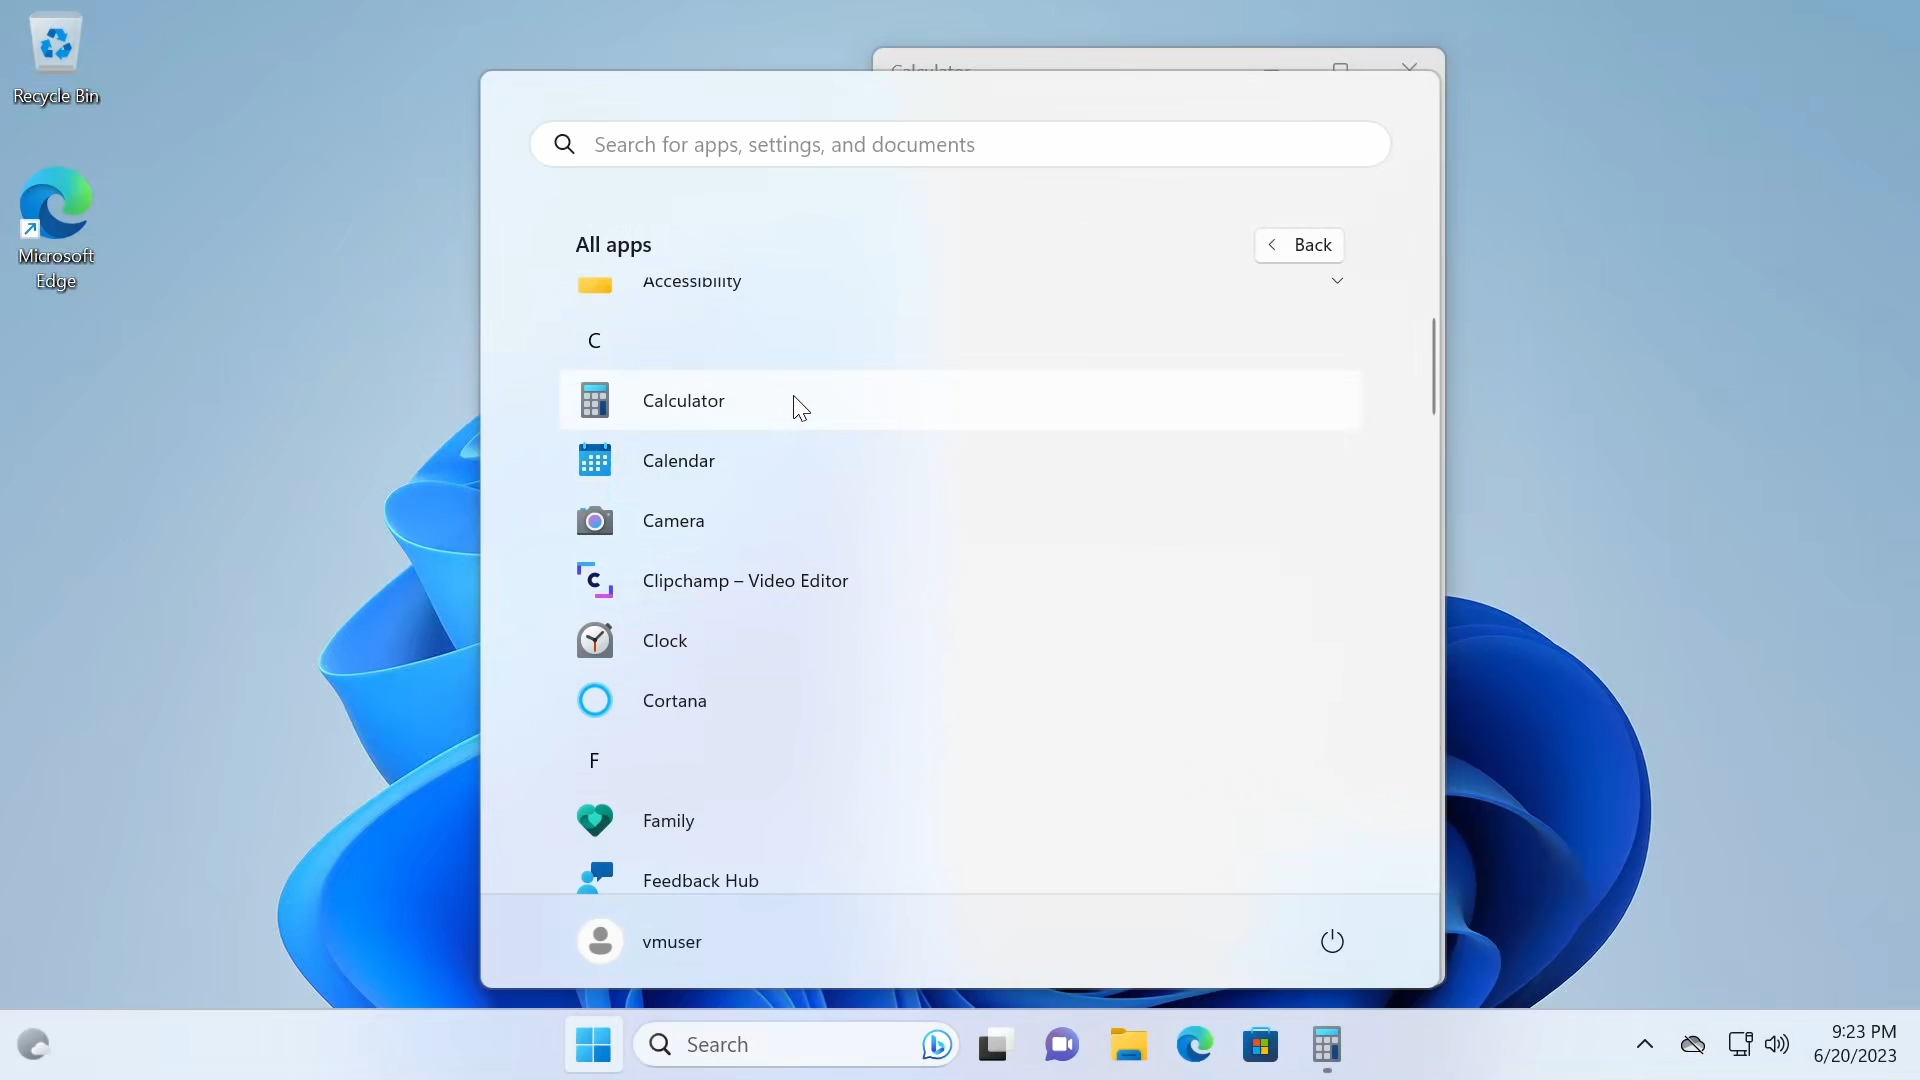 Recycle Bin
Microsoft
Edge
Calculator
Search for apps, settings, and documents
All apps
Back
Accessibility
C
Calculator
Calendar
Camera
Clipchamp – Video Editor
Clock
Cortana
F
Family
Feedback Hub
vmuser
Search
9:23 PM
6/20/2023